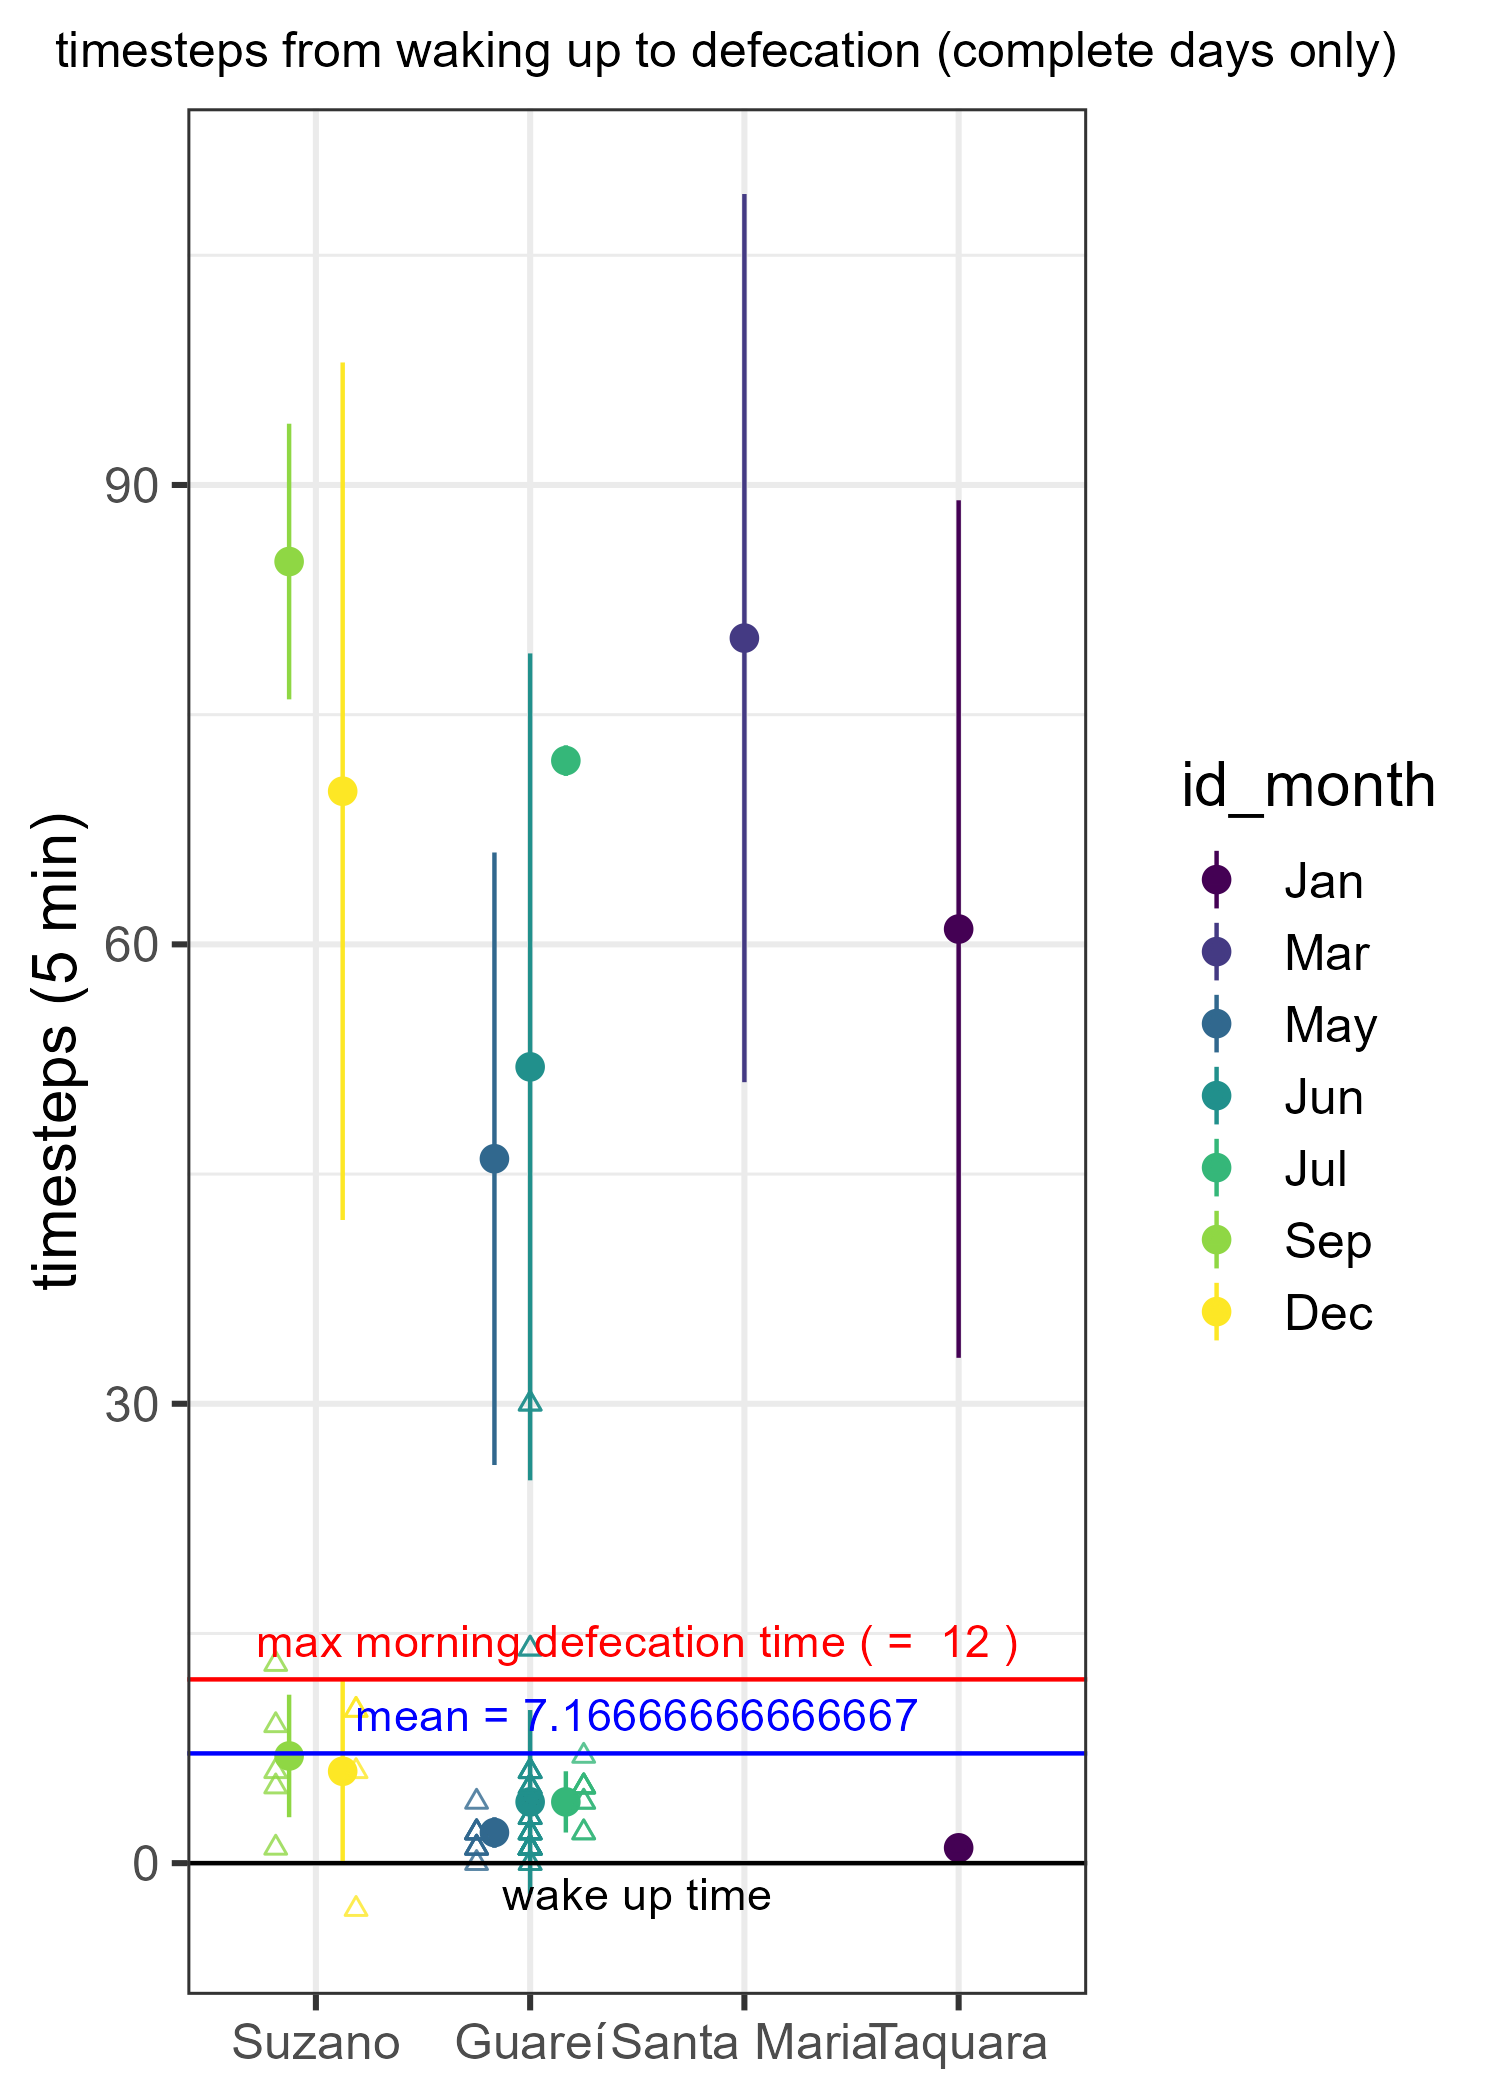 timesteps from waking up to defecation (complete days only)
timesteps (5 min)
90
60
30
0
max morning defecation time ( =  12 )
mean = 7.16666666666667
wake up time
Suzano
Guareí
Santa Maria
Taquara
id_month
Jan
Mar
May
Jun
Jul
Sep
Dec